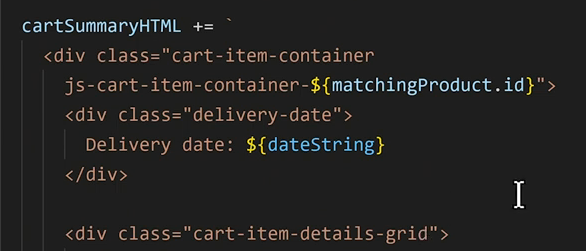 cartSummaryHTML += `
<div class="cart-item-container
js-cart-item-container-${matchingProduct.id}">
<div class="delivery-date">
Delivery date: ${dateString}
</div>
<div class="cart-item-details-grid">